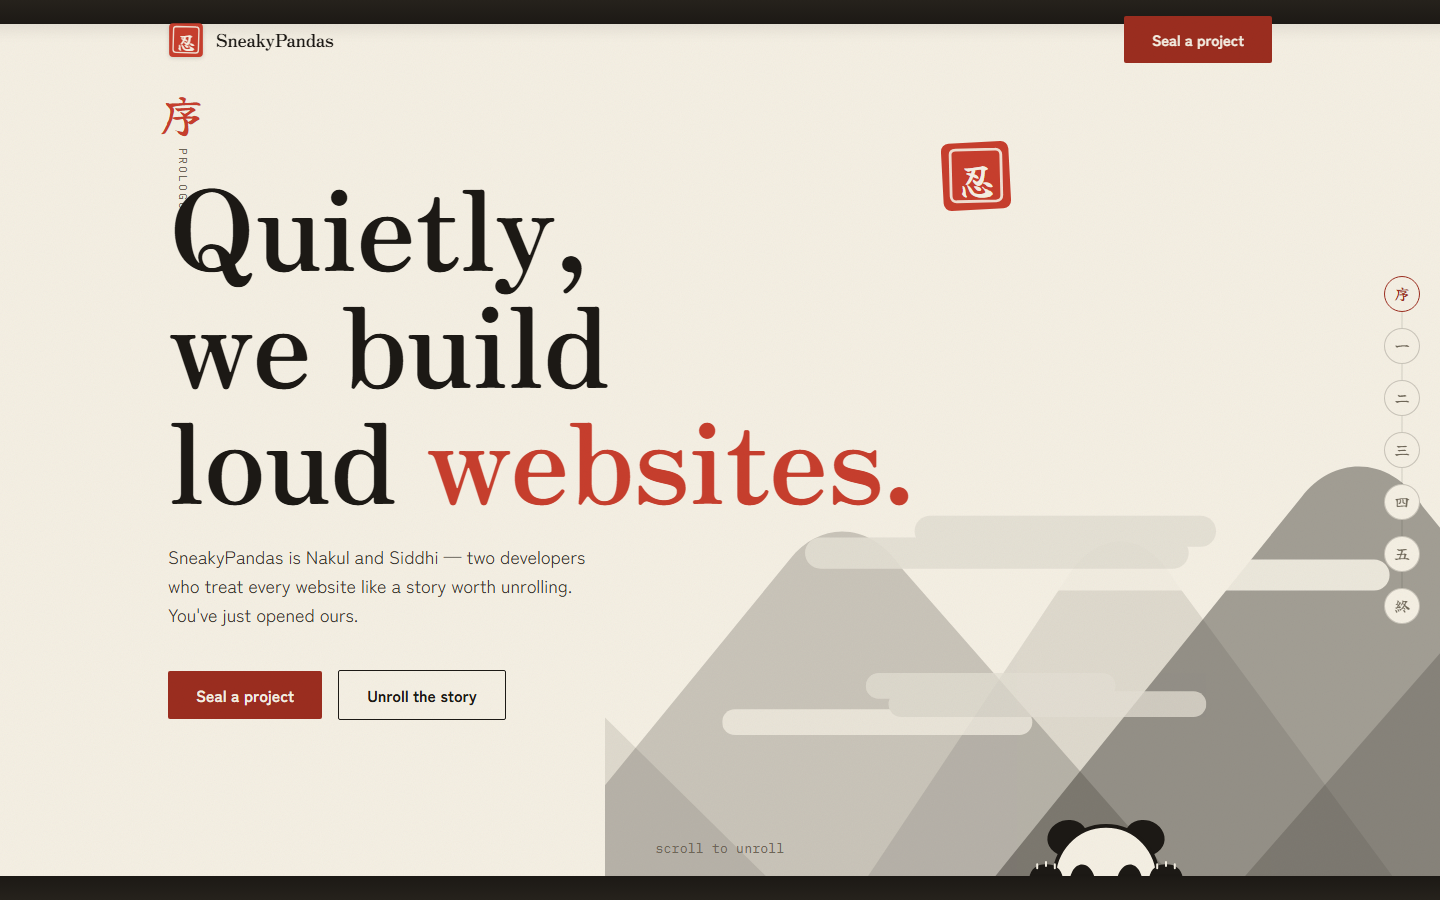 忍
SneakyPandas
Seal a project
序
Quietly,
we build
loud websites.
忍
SneakyPandas is Nakul and Siddhi — two developers
who treat every website like a story worth unrolling.
You've just opened ours.
Seal a project
Unroll the story
scroll to unroll
序
一
二
三
四
五
終